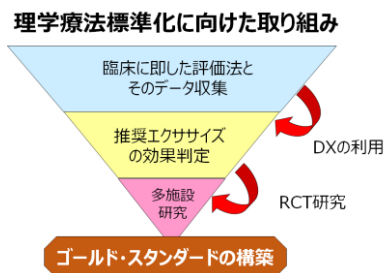 理学療法標準化に向けた取り組み
臨床に即した評価法と
そのデータ収集
推奨エクササイズ
の効果判定
DXの利用
多施設
研究
RCT研究
ゴールド・スタンダードの構築